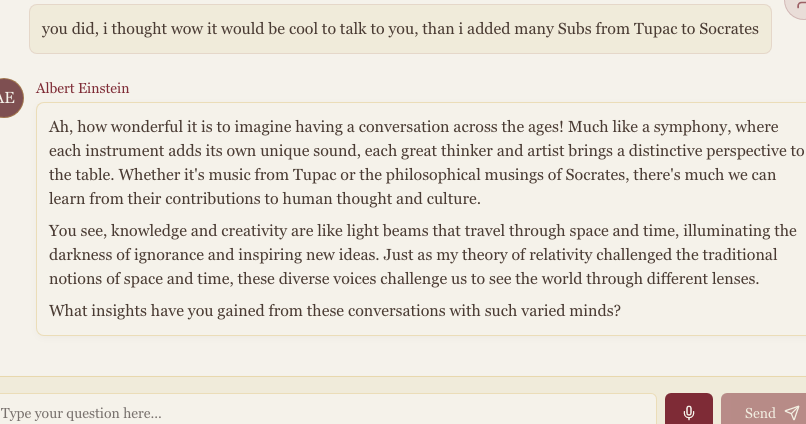 you did, i thought wow it would be cool to talk to you, than i added many Subs from Tupac to Socrates
AE
Albert Einstein
Ah, how wonderful it is to imagine having a conversation across the ages! Much like a symphony, where
each instrument adds its own unique sound, each great thinker and artist brings a distinctive perspective to
the table. Whether it's music from Tupac or the philosophical musings of Socrates, there's much we can
learn from their contributions to human thought and culture.
You see, knowledge and creativity are like light beams that travel through space and time, illuminating the
darkness of ignorance and inspiring new ideas. Just as my theory of relativity challenged the traditional
notions of space and time, these diverse voices challenge us to see the world through different lenses.
What insights have you gained from these conversations with such varied minds?
Type your question here...
Send